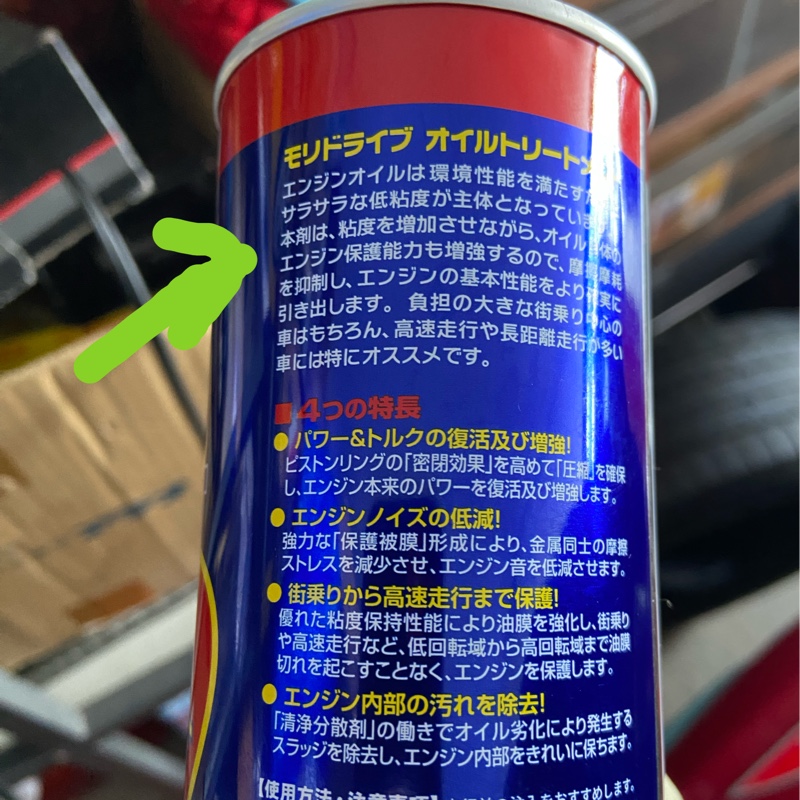 モリドライブ オイルトリートメ
エンジンオイルは環境性能を満たすた
サラサラな低粘度が主体となっていま
本剤は、粘度を増加させながら、オイル自体の
エンジン保護能力も増強するので、摩擦摩耗
を抑制し、エンジンの基本性能をより確実に
引き出します。 負担の大きな街乗り中心の
車はもちろん、高速走行や長距離走行が多い
車には特にオススメです。
■4つの特長
● パワー&トルクの復活及び増強!
ピストンリングの「密閉効果」を高めて「圧縮」を確保
し、エンジン本来のパワーを復活及び増強します。
● エンジンノイズの低減!
強力な「保護被膜」形成により、金属同士の摩擦
ストレスを減少させ、エンジン音を低減させます。
● 街乗りから高速走行まで保護!
優れた粘度保持性能により油膜を強化し、街乗り
や高速走行など、低回転域から高回転域まで油膜
切れを起こすことなく、エンジンを保護します。
● エンジン内部の汚れを除去!
「清浄分散剤」の働きでオイル劣化により発生する
スラッジを除去し、エンジン内部をきれいに保ちます。
【使用方法・注意事項】
をおすすめします。